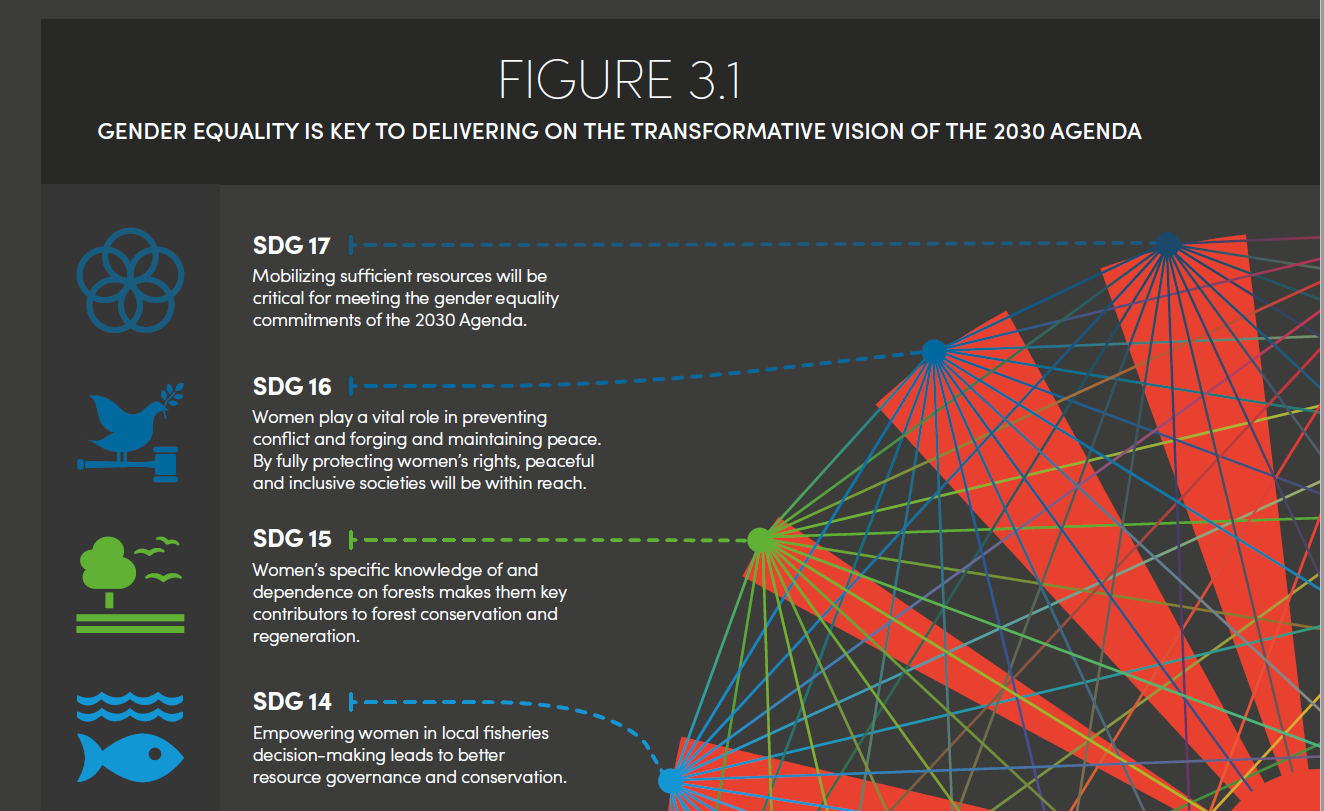 FIGURE 3.1
GENDER EQUALITY IS KEY TO DELIVERING ON THE TRANSFORMATIVE VISION OF THE 2030 AGENDA
SDG 17
Mobilizing sufficient resources will be
critical for meeting the gender equality
commitments of the 2030 Agenda.
SDG 16
Women play a vital role in preventing
conflict and forging and maintaining peace.
By fully protecting women's rights, peaceful
and inclusive societies will be within reach.
SDG 15
Women's specific knowledge of and
dependence on forests makes them key
contributors to forest conservation and
regeneration.
SDG 14
Empowering women in local fisheries
decision-making leads to better
resource governance and conservation.